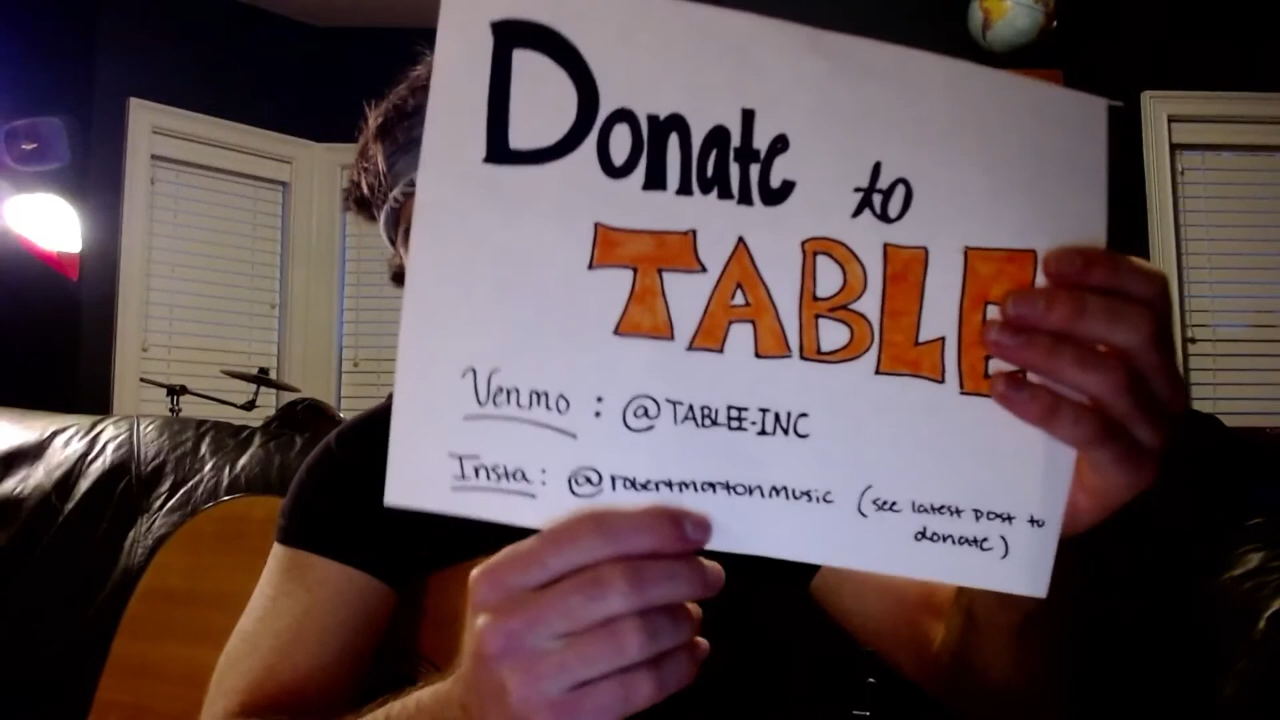 Donate to
TABLE
Venmo : @TABLEE-INC
Insta: @robertmortonmusic (see latest post to
donate)